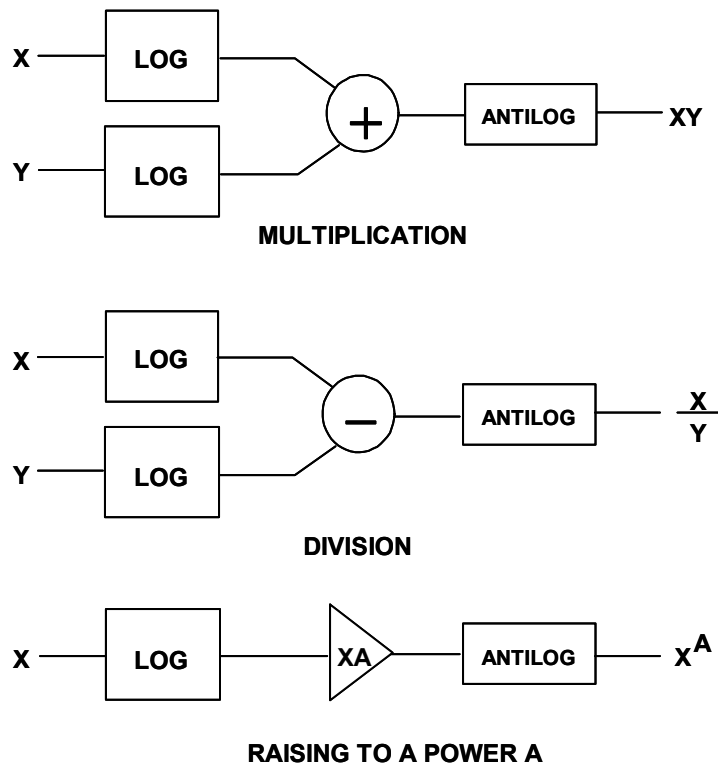 X
LOG
Y
LOG
+
ANTILOG
XY
MULTIPLICATION
X
LOG
Y
LOG
−
ANTILOG
X
Y
DIVISION
X
LOG
XA
ANTILOG
X^A
RAISING TO A POWER A